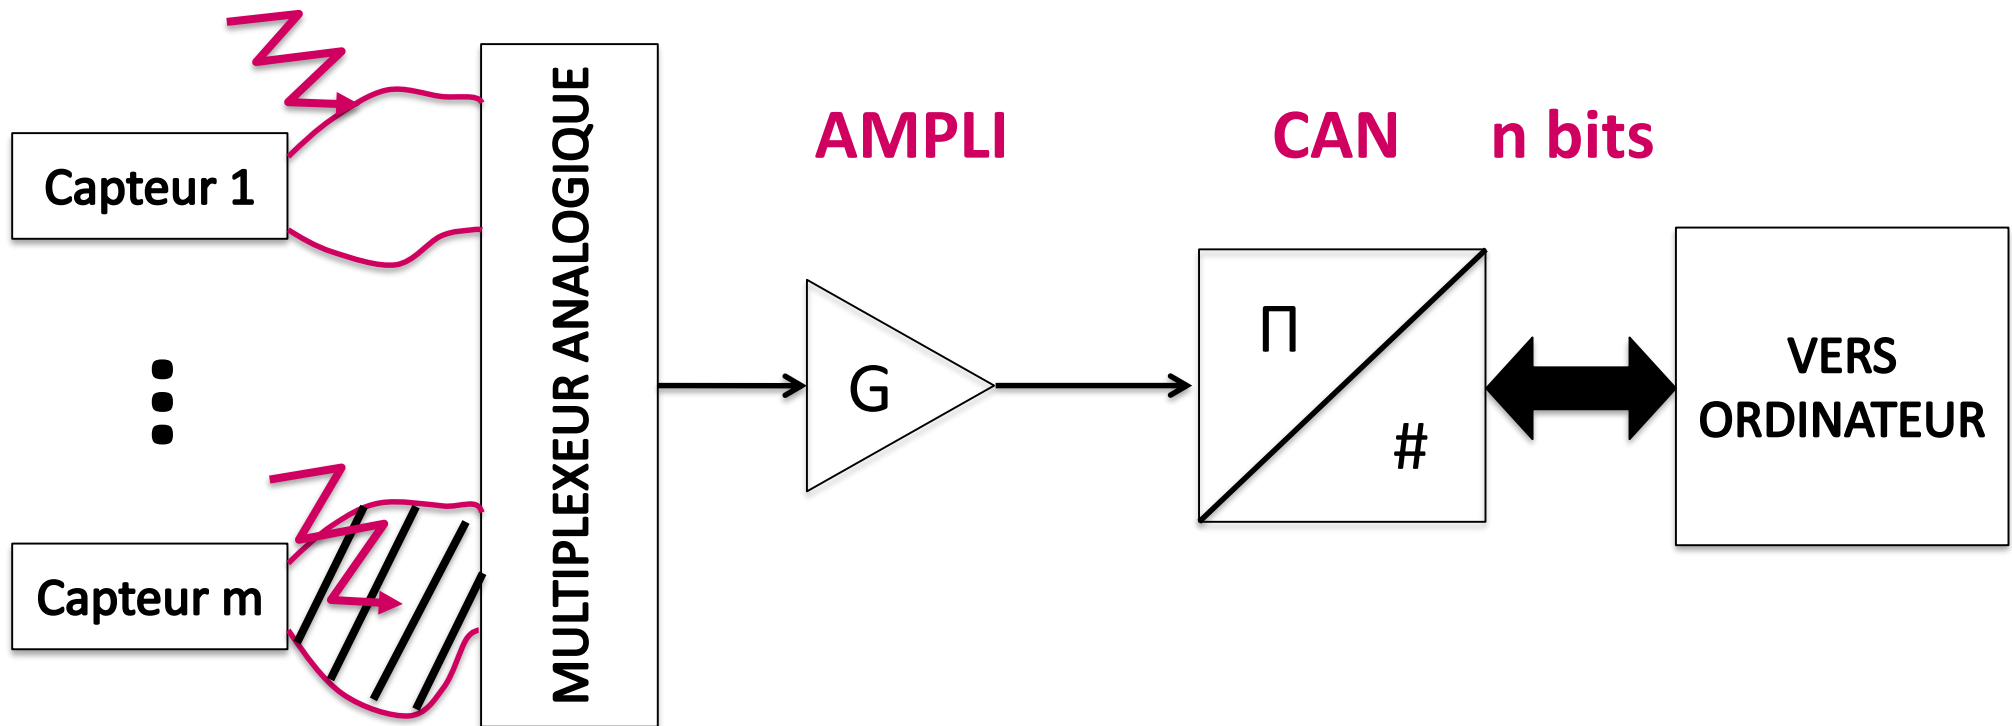 AMPLI
CAN n bits
Capteur 1
MULTIPLEXEUR ANALOGIQUE
Π
G
#
VERS
ORDINATEUR
Capteur m